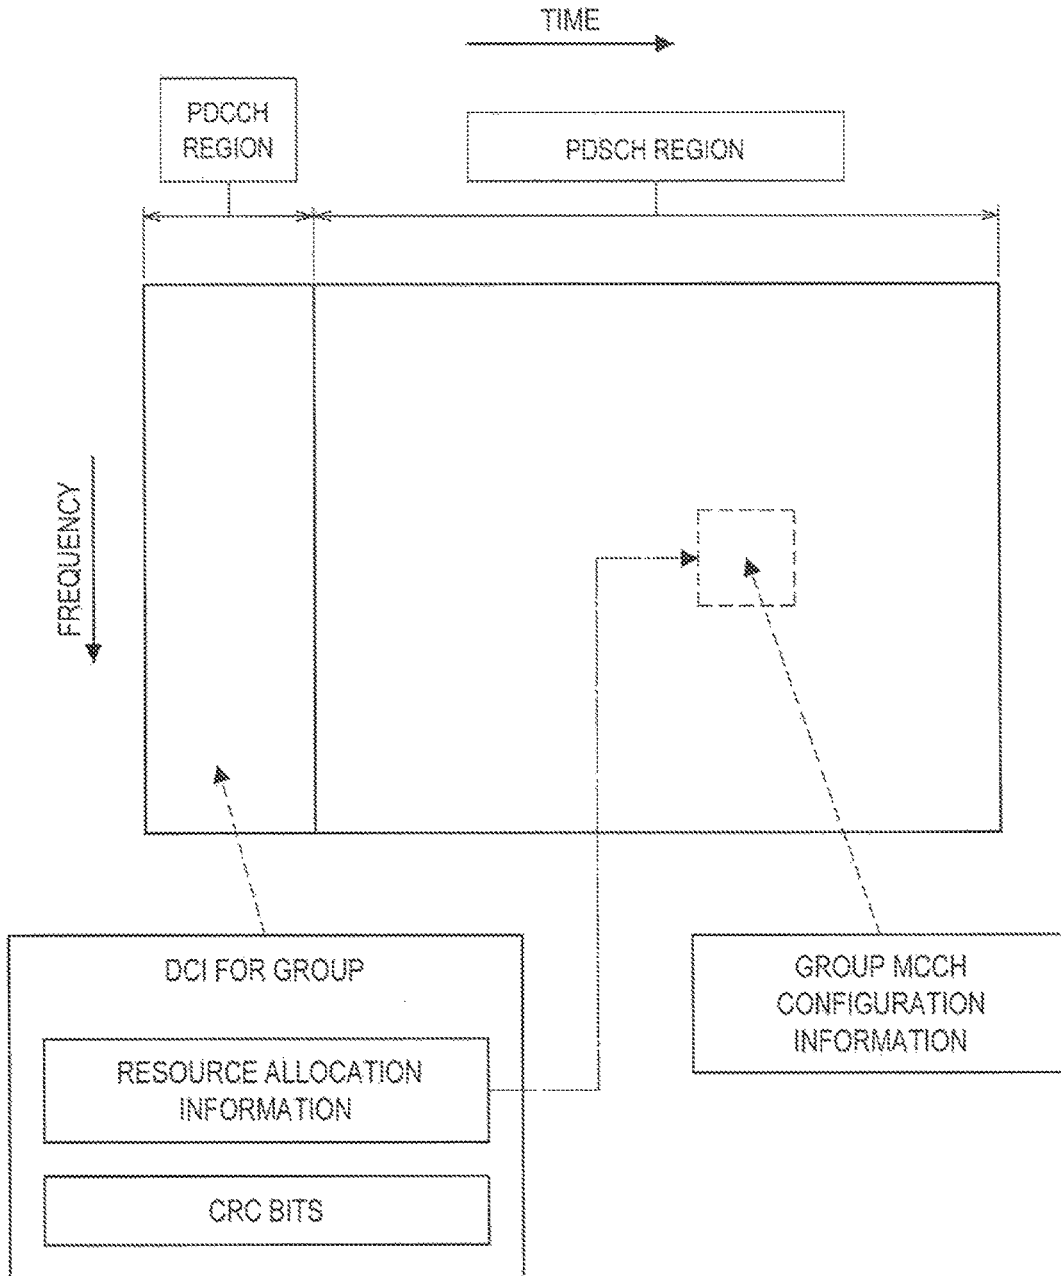 TIME
PDCCH
REGION
PDSCH REGION
FREQUENCY
DCI FOR GROUP
RESOURCE ALLOCATION
INFORMATION
CRC BITS
GROUP MCCH
CONFIGURATION
INFORMATION